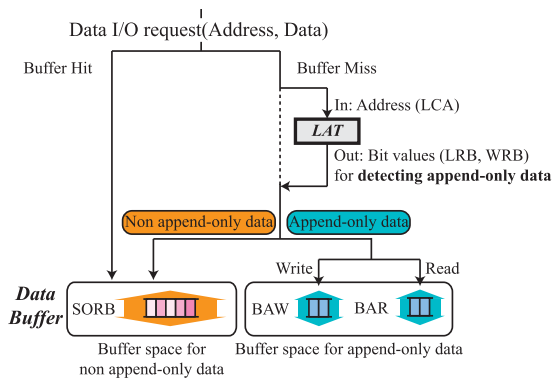 Data I/O request(Address, Data)
Buffer Hit
Buffer Miss
In: Address (LCA)
LAT
Out: Bit values (LRB, WRB)
for detecting append-only data
Non append-only data
Append-only data
Write
Read
Data
Buffer
SORB
BAW
BAR
Buffer space for
non append-only data
Buffer space for append-only data